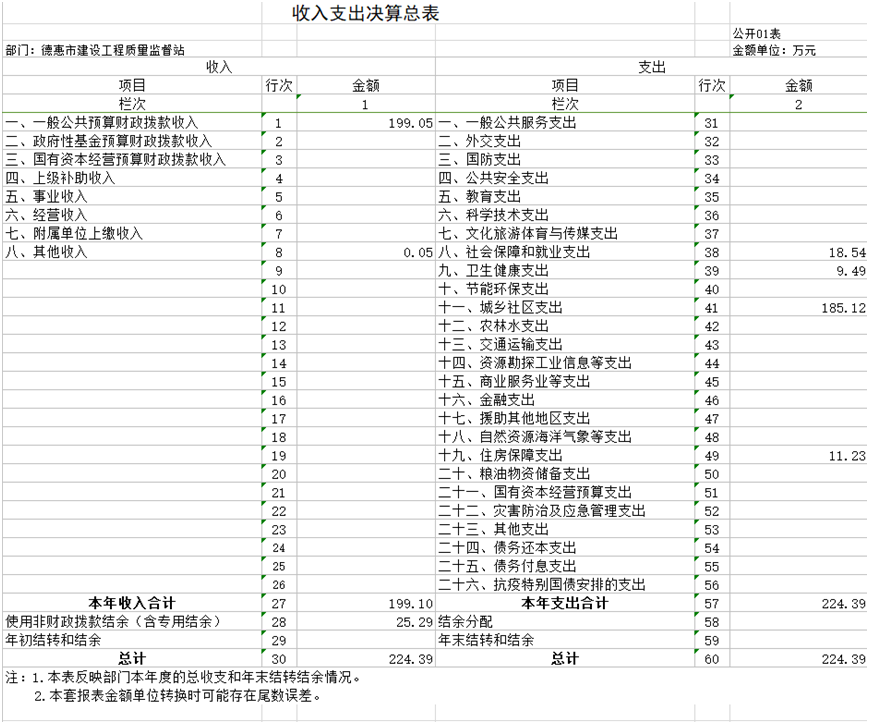 收入支出决算总表
公开01表
部门：德惠市建设工程质量监督站 金额单位：万元
收入 支出
项目 行次 金额 项目 行次 金额
栏次 1 栏次 2
一、一般公共预算财政拨款收入 1 199.05 一、一般公共服务支出 31
二、政府性基金预算财政拨款收入 2 二、外交支出 32
三、国有资本经营预算财政拨款收入 3 三、国防支出 33
四、上级补助收入 4 四、公共安全支出 34
五、事业收入 5 五、教育支出 35
六、经营收入 6 六、科学技术支出 36
七、附属单位上缴收入 7 七、文化旅游体育与传媒支出 37
八、其他收入 8 0.05 八、社会保障和就业支出 38 18.54
9 九、卫生健康支出 39 9.49
10 十、节能环保支出 40
11 十一、城乡社区支出 41 185.12
12 十二、农林水支出 42
13 十三、交通运输支出 43
14 十四、资源勘探工业信息等支出 44
15 十五、商业服务业等支出 45
16 十六、金融支出 46
17 十七、援助其他地区支出 47
18 十八、自然资源海洋气象等支出 48
19 十九、住房保障支出 49 11.23
20 二十、粮油物资储备支出 50
21 二十一、国有资本经营预算支出 51
22 二十二、灾害防治及应急管理支出 52
23 二十三、其他支出 53
24 二十四、债务还本支出 54
25 二十五、债务付息支出 55
26 二十六、抗疫特别国债安排的支出 56
本年收入合计 27 199.10 本年支出合计 57 224.39
使用非财政拨款结余（含专用结余） 28 25.29 结余分配 58
年初结转和结余 29 年末结转和结余 59
总计 30 224.39 总计 60 224.39
注：1.本表反映部门本年度的总收支和年末结转结余情况。
2.本套报表金额单位转换时可能存在尾数误差。